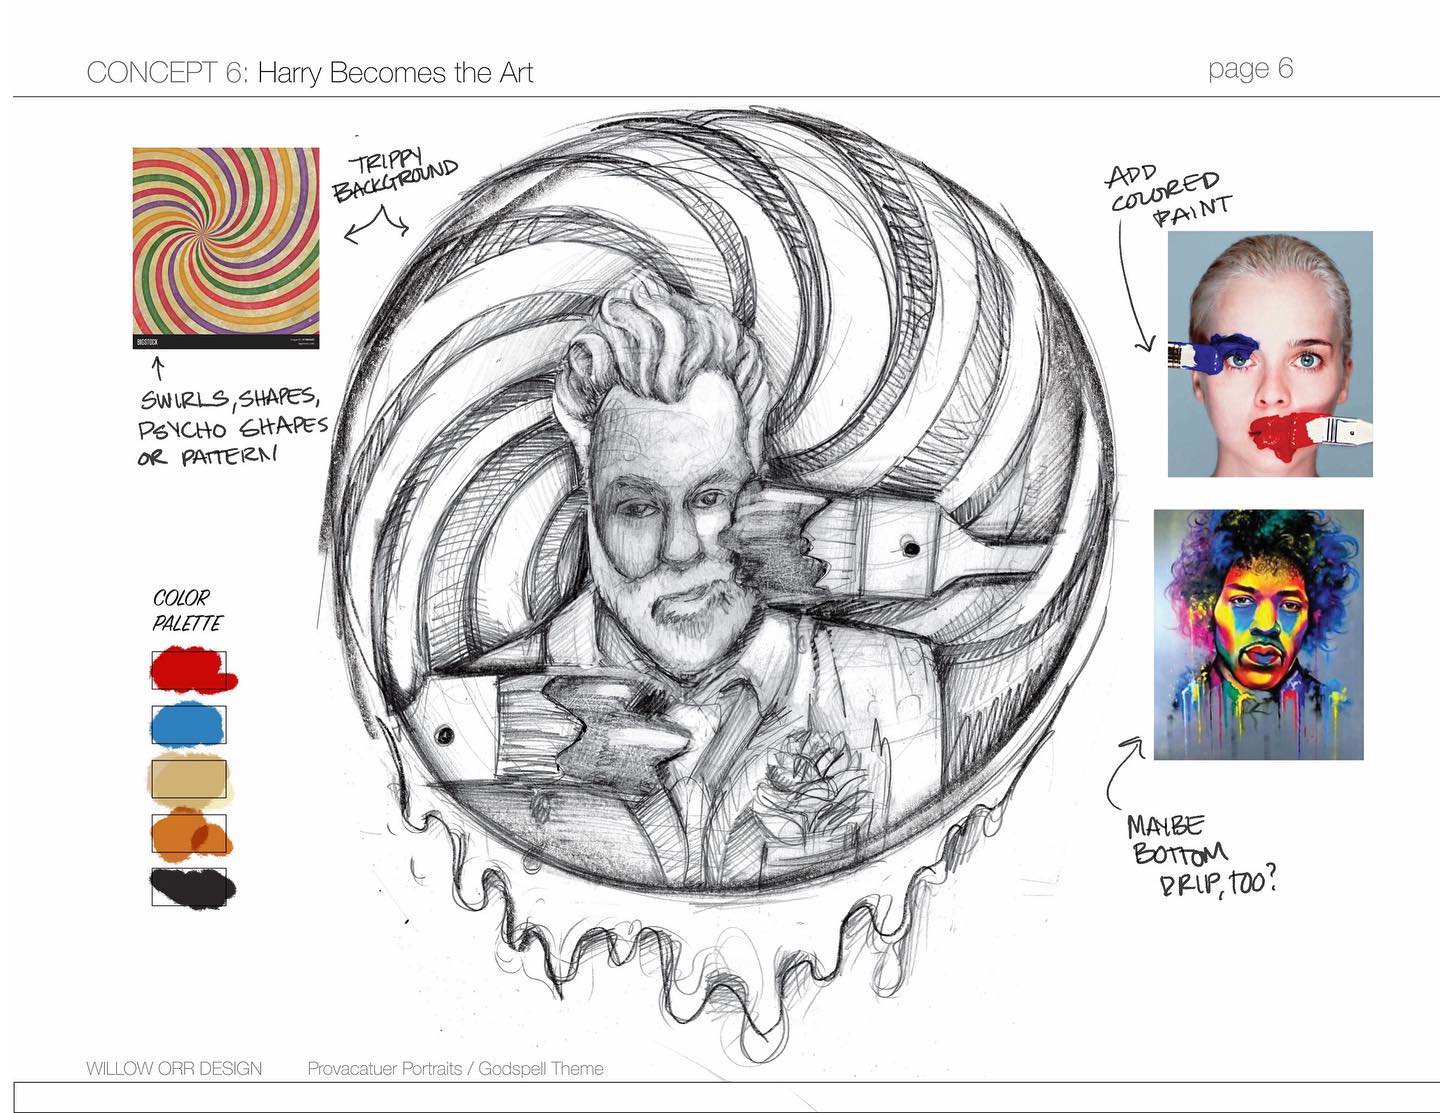 CONCEPT 6: Harry Becomes the Art
page 6
TRIPPY
BACKGROUND
ADD
COLORED
PAINT
BIGSTOCK
SWIRLS, SHAPES,
PSYCHO SHAPES
OR PATTERN!
COLOR
PALETTE
MAYBE
BOTTOM
DRIP, TOO?
WILLOW ORR DESIGN
Provacatuer Portraits / Godspell Theme